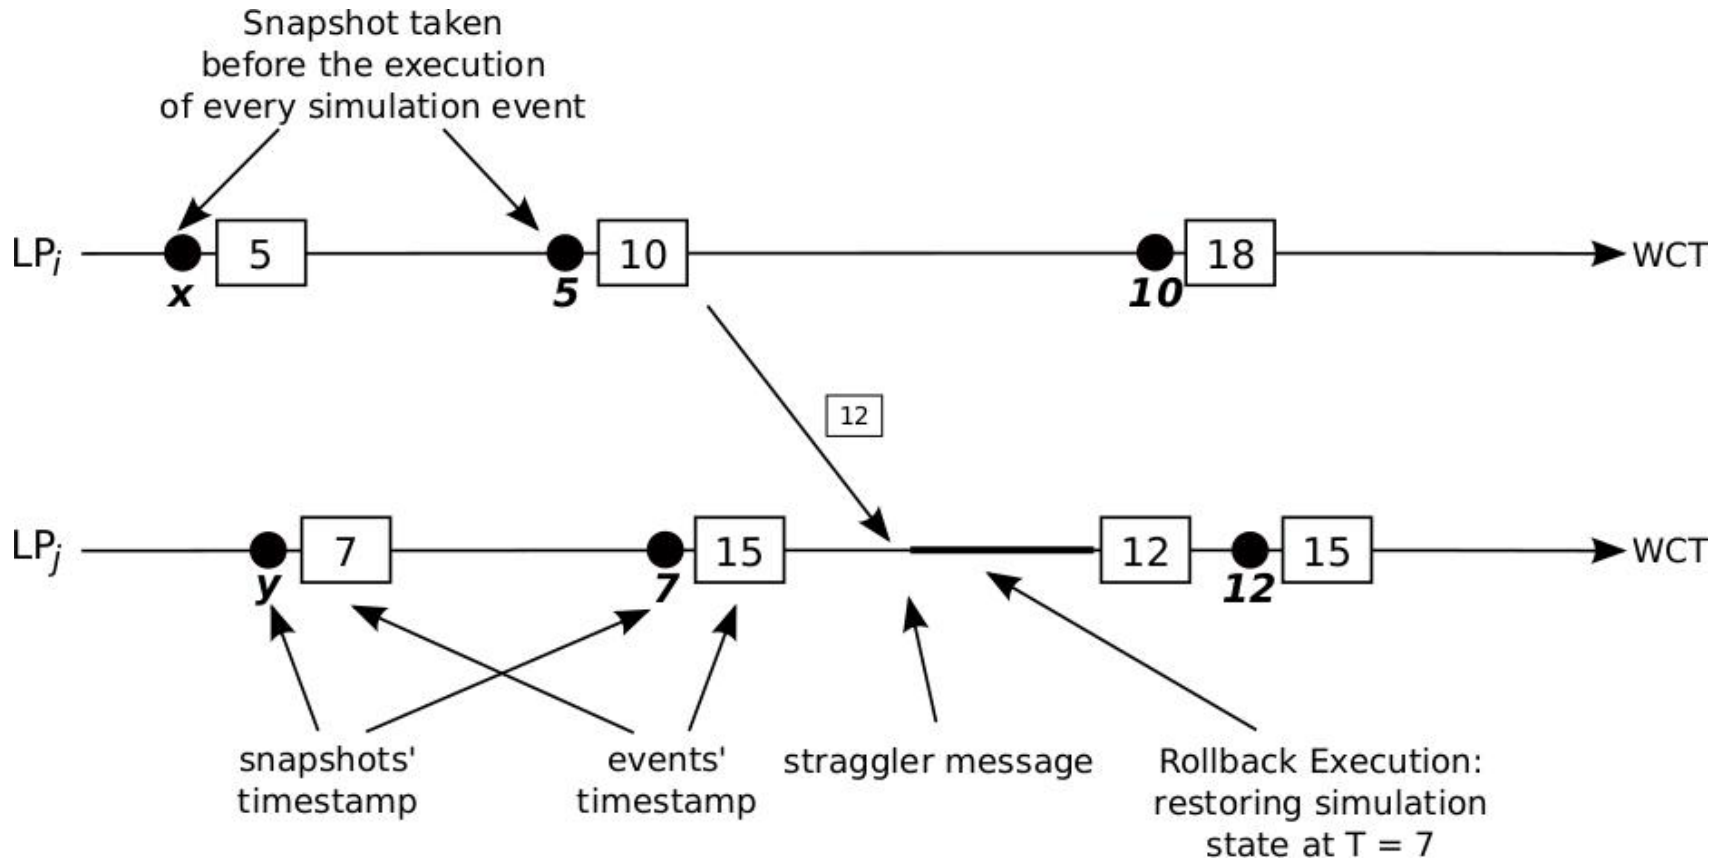 Snapshot taken
before the execution
of every simulation event
LPi
5
10
18
WCT
x
5
10
12
LPj
7
15
12
15
WCT
y
7
12
snapshots'
timestamp
events'
timestamp
straggler message
Rollback Execution:
restoring simulation
state at T = 7